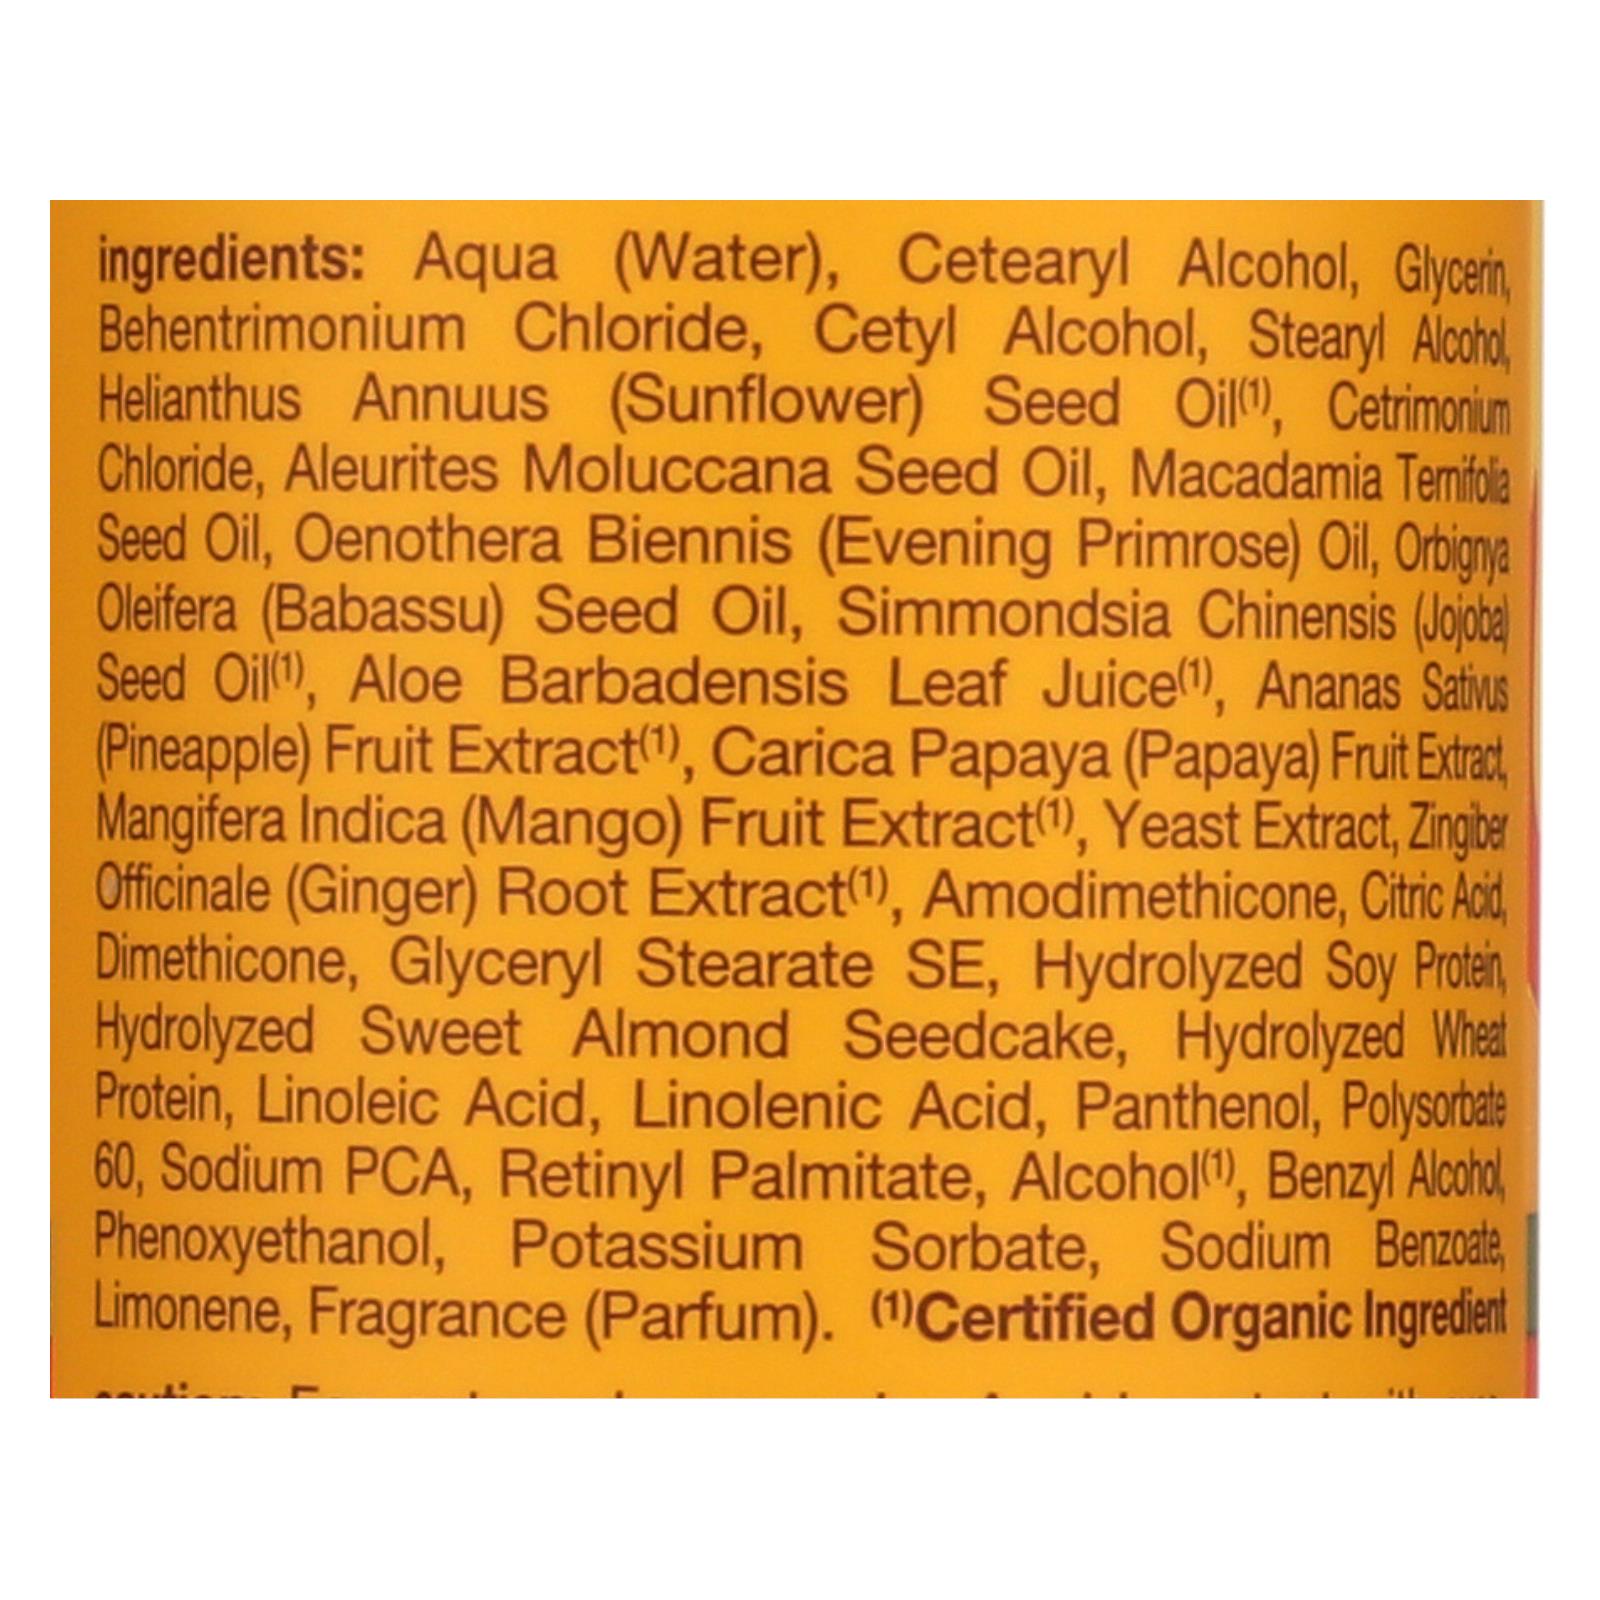 ingredients: Aqua (Water), Cetearyl Alcohol, Glycerin,
Behentrimonium Chloride, Cetyl Alcohol, Stearyl Alcohol,
Helianthus Annuus (Sunflower) Seed Oil(1), Cetrimonium
Chloride, Aleurites Moluccana Seed Oil, Macadamia Ternifolia
Seed Oil, Oenothera Biennis (Evening Primrose) Oil, Orbignya
Oleifera (Babassu) Seed Oil, Simmondsia Chinensis (Jojoba)
Seed Oil(1), Aloe Barbadensis Leaf Juice(1), Ananas Sativus
(Pineapple) Fruit Extract(1), Carica Papaya (Papaya) Fruit Extract,
Mangifera Indica (Mango) Fruit Extract(1), Yeast Extract, Zingiber
Officinale (Ginger) Root Extract(1), Amodimethicone, Citric Acid,
Dimethicone, Glyceryl Stearate SE, Hydrolyzed Soy Protein,
Hydrolyzed Sweet Almond Seedcake, Hydrolyzed Wheat
Protein, Linoleic Acid, Linolenic Acid, Panthenol, Polysorbate
60, Sodium PCA, Retinyl Palmitate, Alcohol(1), Benzyl Alcohol,
Phenoxyethanol, Potassium Sorbate, Sodium Benzoate,
Limonene, Fragrance (Parfum). (1)Certified Organic Ingredient